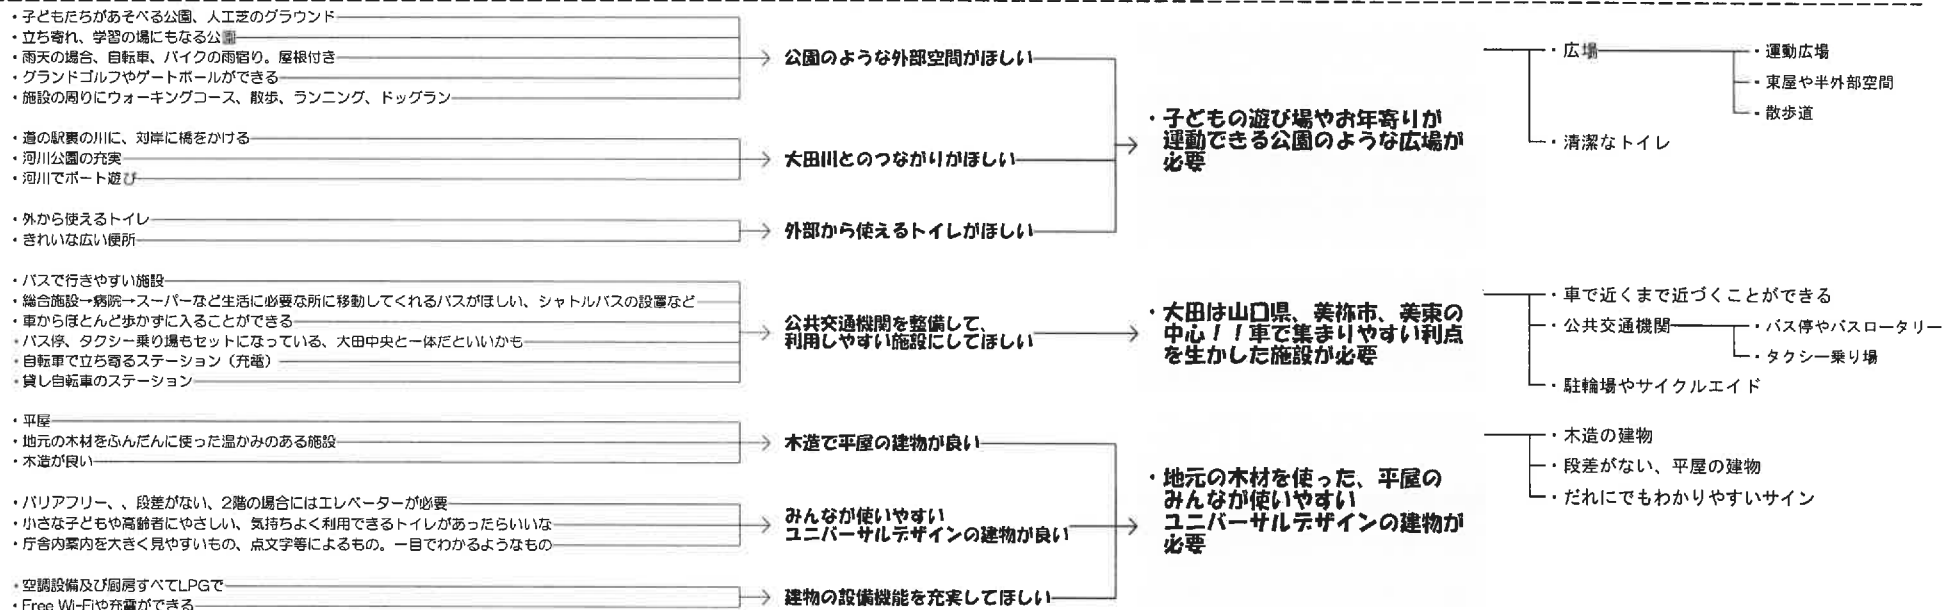 ・子どもたちがあそべる公園、人工芝のグラウンド
・立ち寄れ、学習の場にもなる公園
・雨天の場合、自転車、バイクの雨宿り。屋根付き
・グランドゴルフやゲートボールができる
・施設の周りにウォーキングコース、散歩、ランニング、ドッグラン
公園のような外部空間がほしい
・道の駅裏の川に、対岸に橋をかける
・河川公園の充実
・河川でボート遊び
大田川とのつながりがほしい
・外から使えるトイレ
・きれいな広い便所
外部から使えるトイレがほしい
・子どもの遊び場やお年寄りが
運動できる公園のような広場が
必要
・広場
・運動広場
・東屋や半外部空間
・散歩道
・清潔なトイレ
・バスで行きやすい施設
・総合施設→病院→スーパーなど生活に必要な所に移動してくれるバスがほしい、シャトルバスの設置など
・車からほとんど歩かずに入ることができる
・バス停、タクシー乗り場もセットになっている、大田中央と一体だといいかも
・自転車で立ち寄るステーション（充電）
・貸し自転車のステーション
公共交通機関を整備して、
利用しやすい施設にしてほしい
・大田は山口県、美祢市、美東の
中心！！車で集まりやすい利点
を生かした施設が必要
・車で近くまで近づくことができる
・公共交通機関
・バス停やバスロータリー
・タクシー乗り場
・駐輪場やサイクルエイド
・平屋
・地元の木材をふんだんに使った温かみのある施設
・木造が良い
木造で平屋の建物が良い
・バリアフリー、、段差がない、2階の場合にはエレベーターが必要
・小さな子どもや高齢者にやさしい、気持ちよく利用できるトイレがあったらいいな
・庁舎内案内を大きく見やすいもの、点文字等によるもの。一目でわかるようなもの
みんなが使いやすい
ユニバーサルデザインの建物が良い
・空調設備及び厨房すべてLPGで
・Free Wi-Fiや充電ができる
建物の設備機能を充実してほしい
・地元の木材を使った、平屋の
みんなが使いやすい
ユニバーサルデザインの建物が
必要
・木造の建物
・段差がない、平屋の建物
・だれにでもわかりやすいサイン